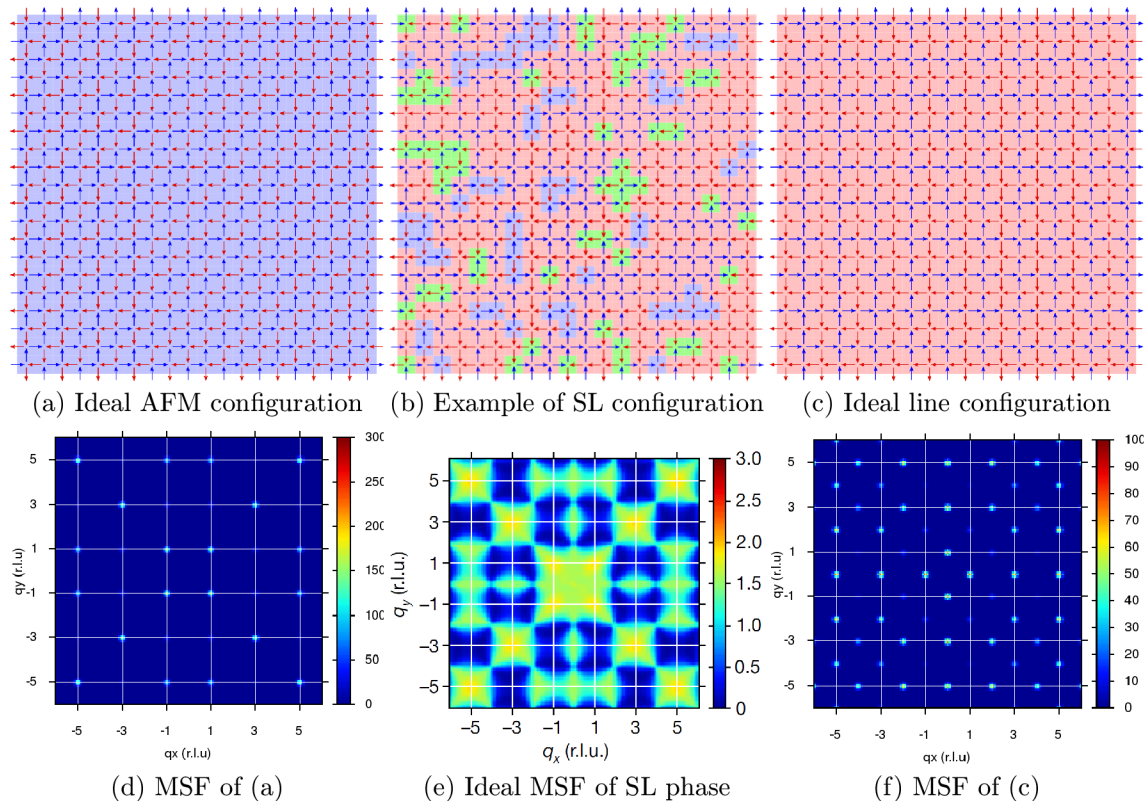 (a) Ideal AFM configuration
(b) Example of SL configuration
(c) Ideal line configuration
5
3
1
-1
-3
-5
qy (r.l.u)
-5 -3 -1 1 3 5
qx (r.l.u)
300
250
200
150
100
50
0
5
3
1
−1
−3
−5
q_y (r.l.u.)
−5 −3 −1 1 3 5
q_x (r.l.u.)
3.0
2.5
2.0
1.5
1.0
0.5
0
5
3
1
-1
-3
-5
qy (r.l.u)
-5 -3 -1 1 3 5
qx (r.l.u)
100
90
80
70
60
50
40
30
20
10
0
(d) MSF of (a)
(e) Ideal MSF of SL phase
(f) MSF of (c)